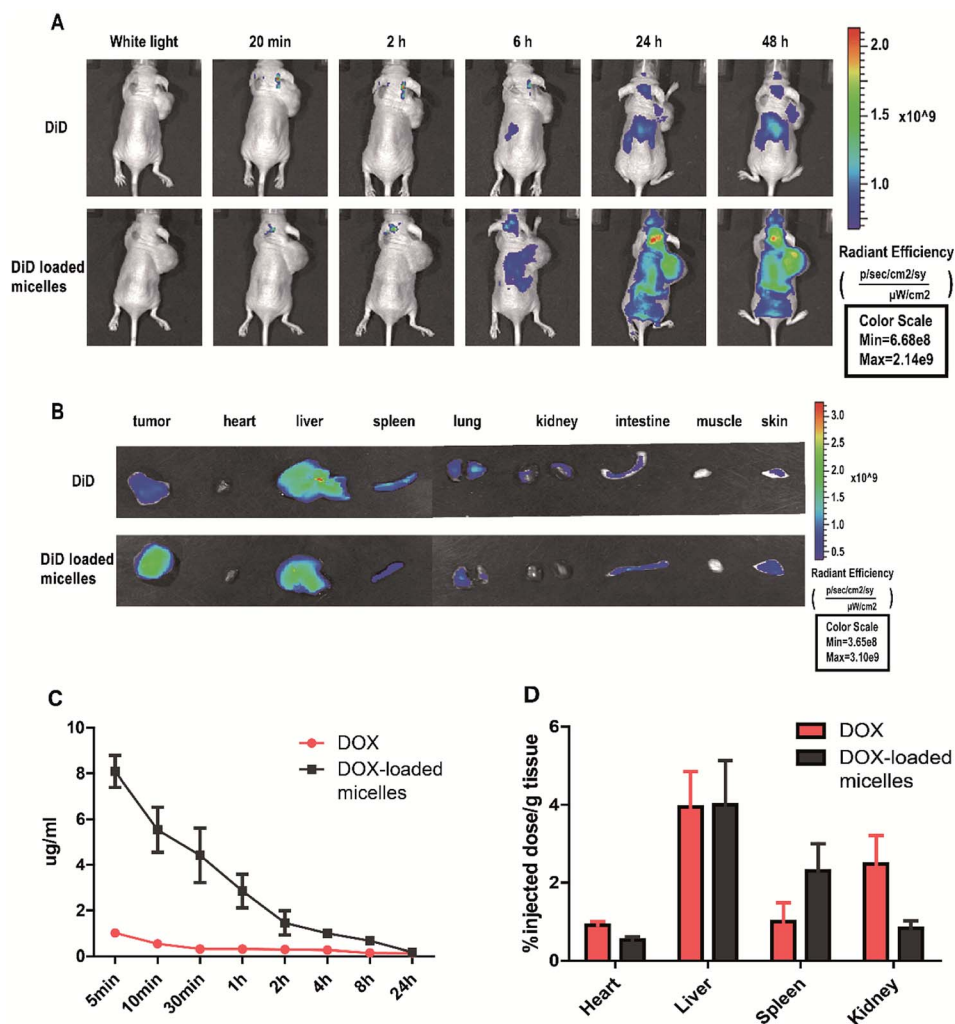 A
White light 20 min 2 h 6 h 24 h 48 h
DiD
DiD loaded
micelles
2.0
1.5
x10^9
1.0
Radiant Efficiency
p/sec/cm2/sy
µW/cm2
Color Scale
Min=6.68e8
Max=2.14e9
B
tumor heart liver spleen lung kidney intestine muscle skin
DiD
DiD loaded
micelles
3.0
2.5
2.0
x10^9
1.5
1.0
0.5
Radiant Efficiency
p/sec/cm2/sy
µW/cm2
Color Scale
Min=3.65e8
Max=3.10e9
C
ug/ml
10
8
6
4
2
0
DOX
DOX-loaded
micelles
5min 10min 30min 1h 2h 4h 8h 24h
D
%injected dose/g tissue
6
4
2
0
DOX
DOX-loaded
micelles
Heart Liver Spleen Kidney